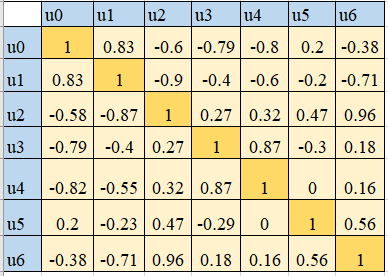 u0 u1 u2 u3 u4 u5 u6
u0 1 0.83 -0.6 -0.79 -0.8 0.2 -0.38
u1 0.83 1 -0.9 -0.4 -0.6 -0.2 -0.71
u2 -0.58 -0.87 1 0.27 0.32 0.47 0.96
u3 -0.79 -0.4 0.27 1 0.87 -0.3 0.18
u4 -0.82 -0.55 0.32 0.87 1 0 0.16
u5 0.2 -0.23 0.47 -0.29 0 1 0.56
u6 -0.38 -0.71 0.96 0.18 0.16 0.56 1